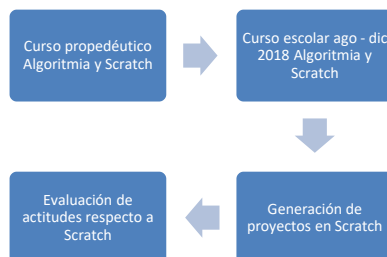 Curso propedéutico
Algoritmia y Scratch
Curso escolar ago - dic
2018 Algoritmia y
Scratch
Generación de
proyectos en Scratch
Evaluación de
actitudes respecto a
Scratch